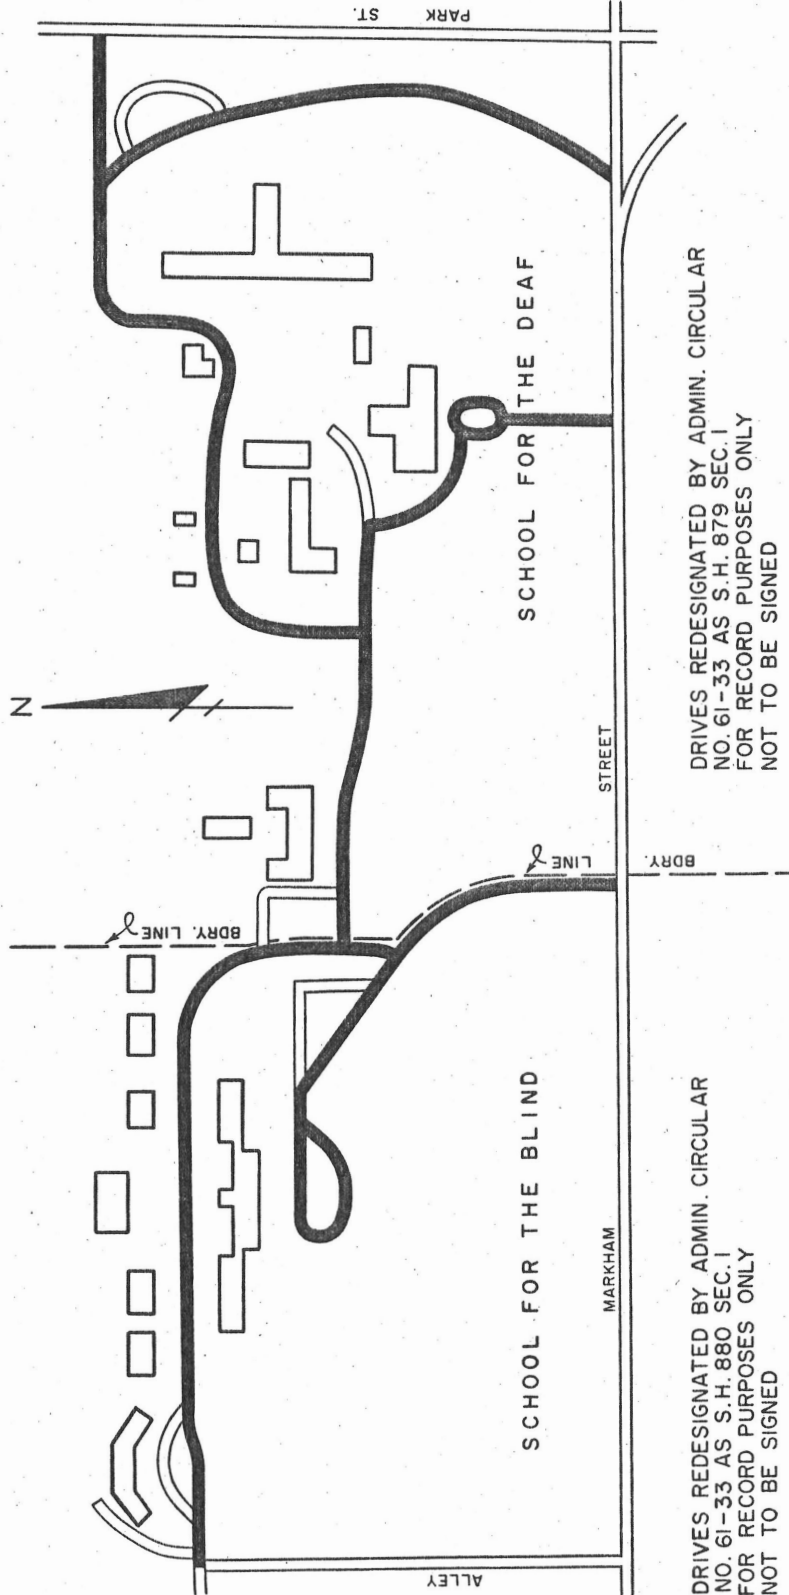 PARK ST.
N
SCHOOL FOR THE DEAF
BDRY. LINE ℓ
BDRY. LINE ℓ
STREET
MARKHAM
SCHOOL FOR THE BLIND
ALLEY
DRIVES REDESIGNATED BY ADMIN. CIRCULAR
NO. 61-33 AS S.H. 880 SEC. I
FOR RECORD PURPOSES ONLY
NOT TO BE SIGNED
DRIVES REDESIGNATED BY ADMIN. CIRCULAR
NO. 61-33 AS S.H. 879 SEC. I
FOR RECORD PURPOSES ONLY
NOT TO BE SIGNED